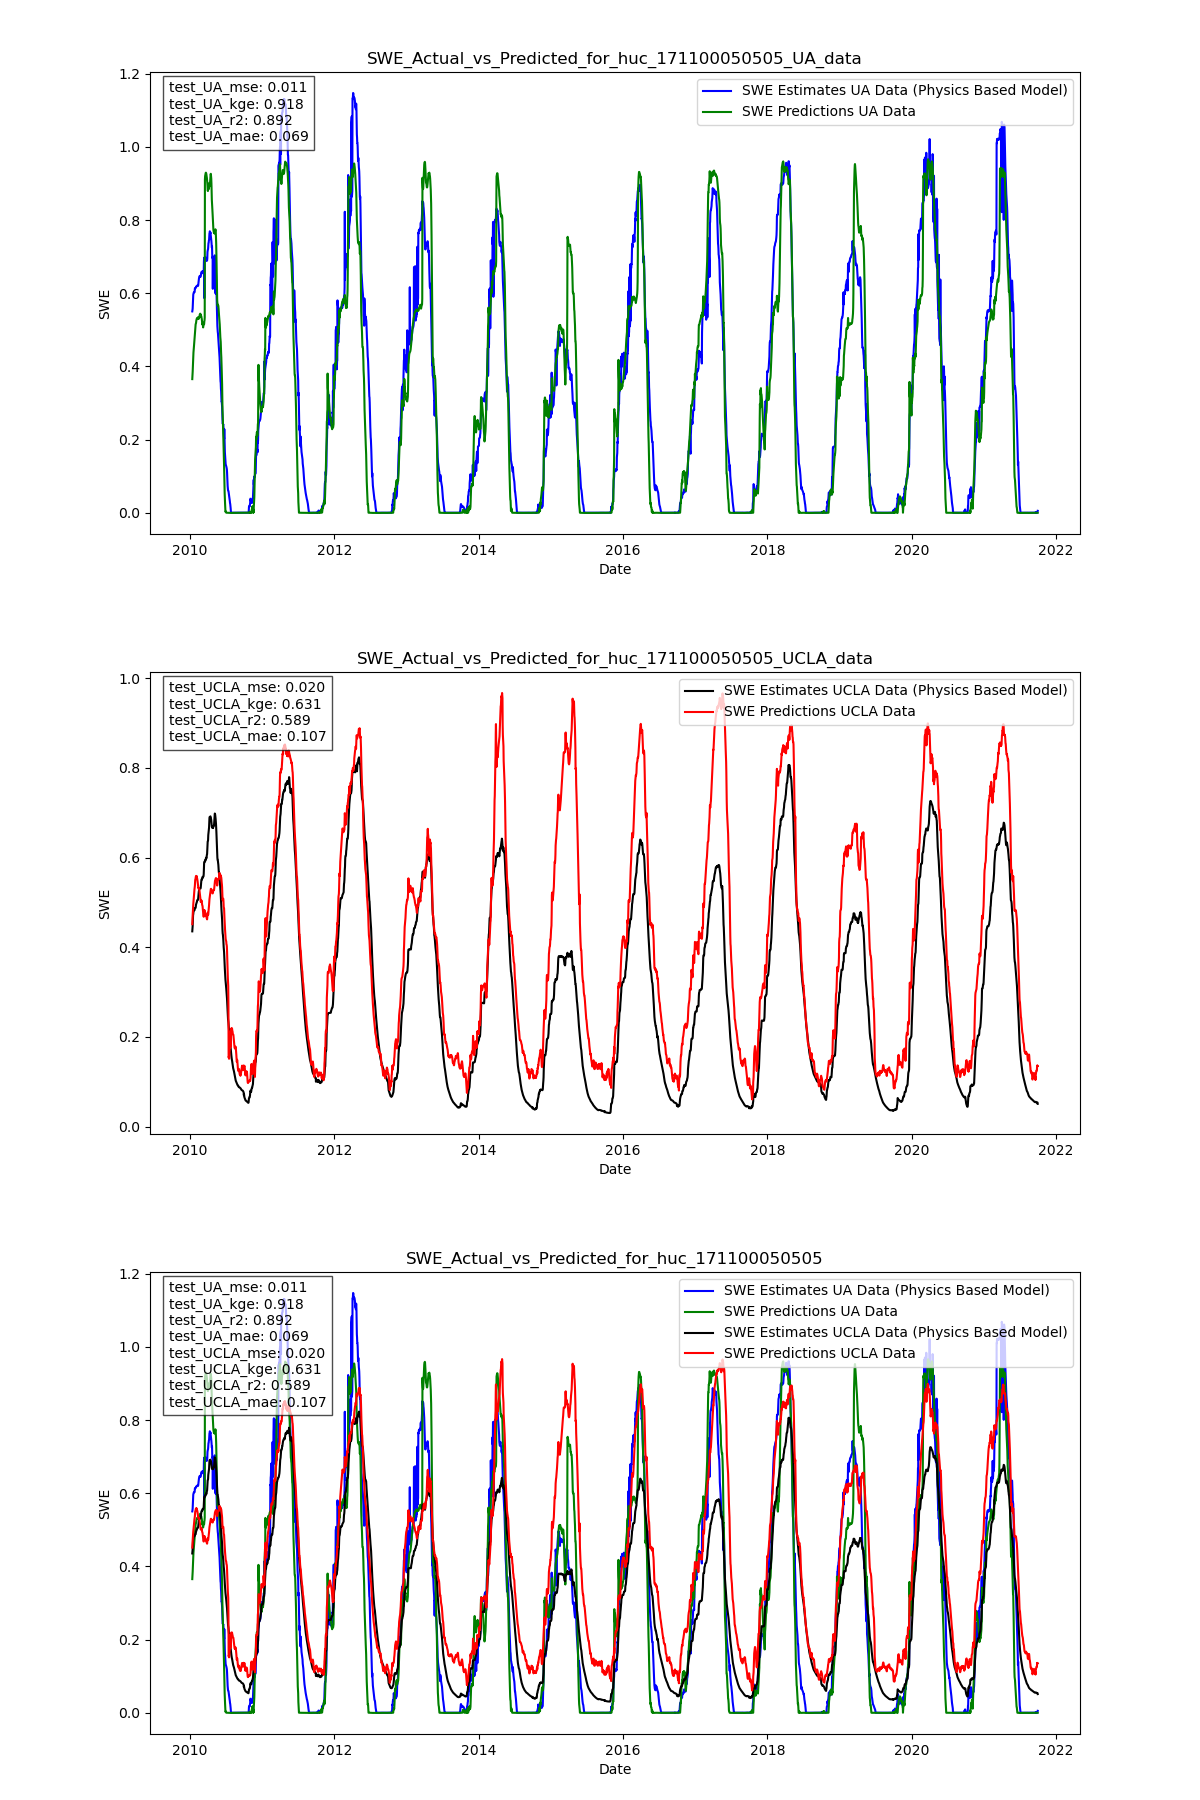 SWE_Actual_vs_Predicted_for_huc_171100050505_UA_data
test_UA_mse: 0.011
test_UA_kge: 0.918
test_UA_r2: 0.892
test_UA_mae: 0.069
SWE Estimates UA Data (Physics Based Model)
SWE Predictions UA Data
1.2
1.0
0.8
0.6
0.4
0.2
0.0
SWE
2010 2012 2014 2016 2018 2020 2022
Date
SWE_Actual_vs_Predicted_for_huc_171100050505_UCLA_data
test_UCLA_mse: 0.020
test_UCLA_kge: 0.631
test_UCLA_r2: 0.589
test_UCLA_mae: 0.107
SWE Estimates UCLA Data (Physics Based Model)
SWE Predictions UCLA Data
1.0
0.8
0.6
0.4
0.2
0.0
SWE
2010 2012 2014 2016 2018 2020 2022
Date
SWE_Actual_vs_Predicted_for_huc_171100050505
test_UA_mse: 0.011
test_UA_kge: 0.918
test_UA_r2: 0.892
test_UA_mae: 0.069
test_UCLA_mse: 0.020
test_UCLA_kge: 0.631
test_UCLA_r2: 0.589
test_UCLA_mae: 0.107
SWE Estimates UA Data (Physics Based Model)
SWE Predictions UA Data
SWE Estimates UCLA Data (Physics Based Model)
SWE Predictions UCLA Data
1.2
1.0
0.8
0.6
0.4
0.2
0.0
SWE
2010 2012 2014 2016 2018 2020 2022
Date